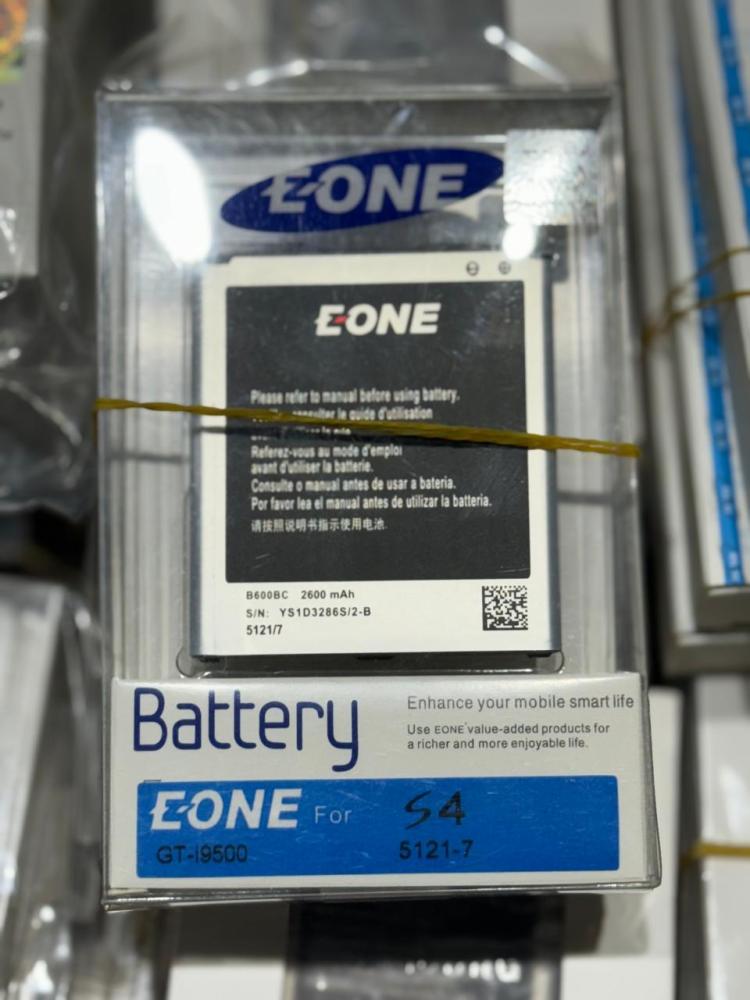 E-ONE
E-ONE
Please refer to manual before using battery.
consulter le guide d'utilisation
Referez-vous au mode d'emploi
avant d'utiliser la batterie.
Consulte o manual antes de usar a bateria.
Por favor lea el manual antes de utilizar la batería.
请按照说明书指示使用电池.
B600BC 2600 mAh
S/N: YS1D3286S/2-B
5121/7
Battery
Enhance your mobile smart life
Use EONE' value-added products for
a richer and more enjoyable life.
E-ONE For S4
GT-I9500 5121-7